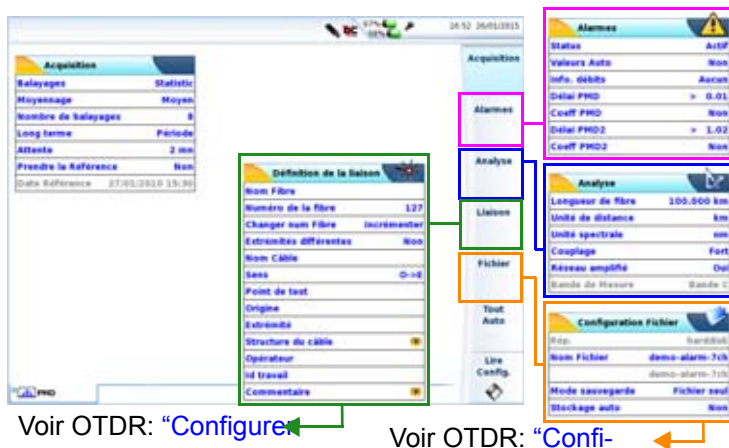 97%
98%
16:52 26/01/2015
Acquisition
Balayages Statistic
Moyennage Moyen
Nombre de balayages 8
Long terme Période
Attente 2 mn
Prendre la Référence Non
Date Référence 27/01/2010 15:30
Définition de la liaison
Nom Fibre
Numéro de la fibre 127
Changer num Fibre Incrémenter
Extrémités différentes Non
Nom Câble
Sens O->E
Point de test
Origine
Extrémité
Structure du câble
Opérateur
Id travail
Commentaire
Acquisition
Alarmes
Analyse
Liaison
Fichier
Tout
Auto
Lire
Config.
PMD
Alarmes
Status Actif
Valeurs Auto Non
Info. débits Aucun
Délai PMD > 0.01
Coeff PMD Non
Délai PMD2 > 1.02
Coeff PMD2 Non
Analyse
Longueur de fibre 100.000 km
Unité de distance km
Unité spectrale nm
Couplage Fort
Réseau amplifié Oui
Bande de Mesure Bande C
Configuration Fichier
Rép. harddisk
Nom Fichier demo-alarm-7ch
demo-alarm-7ch
Mode sauvegarde Fichier seul
Stockage auto Non
Voir OTDR: “Configurer
Voir OTDR: “Confi-